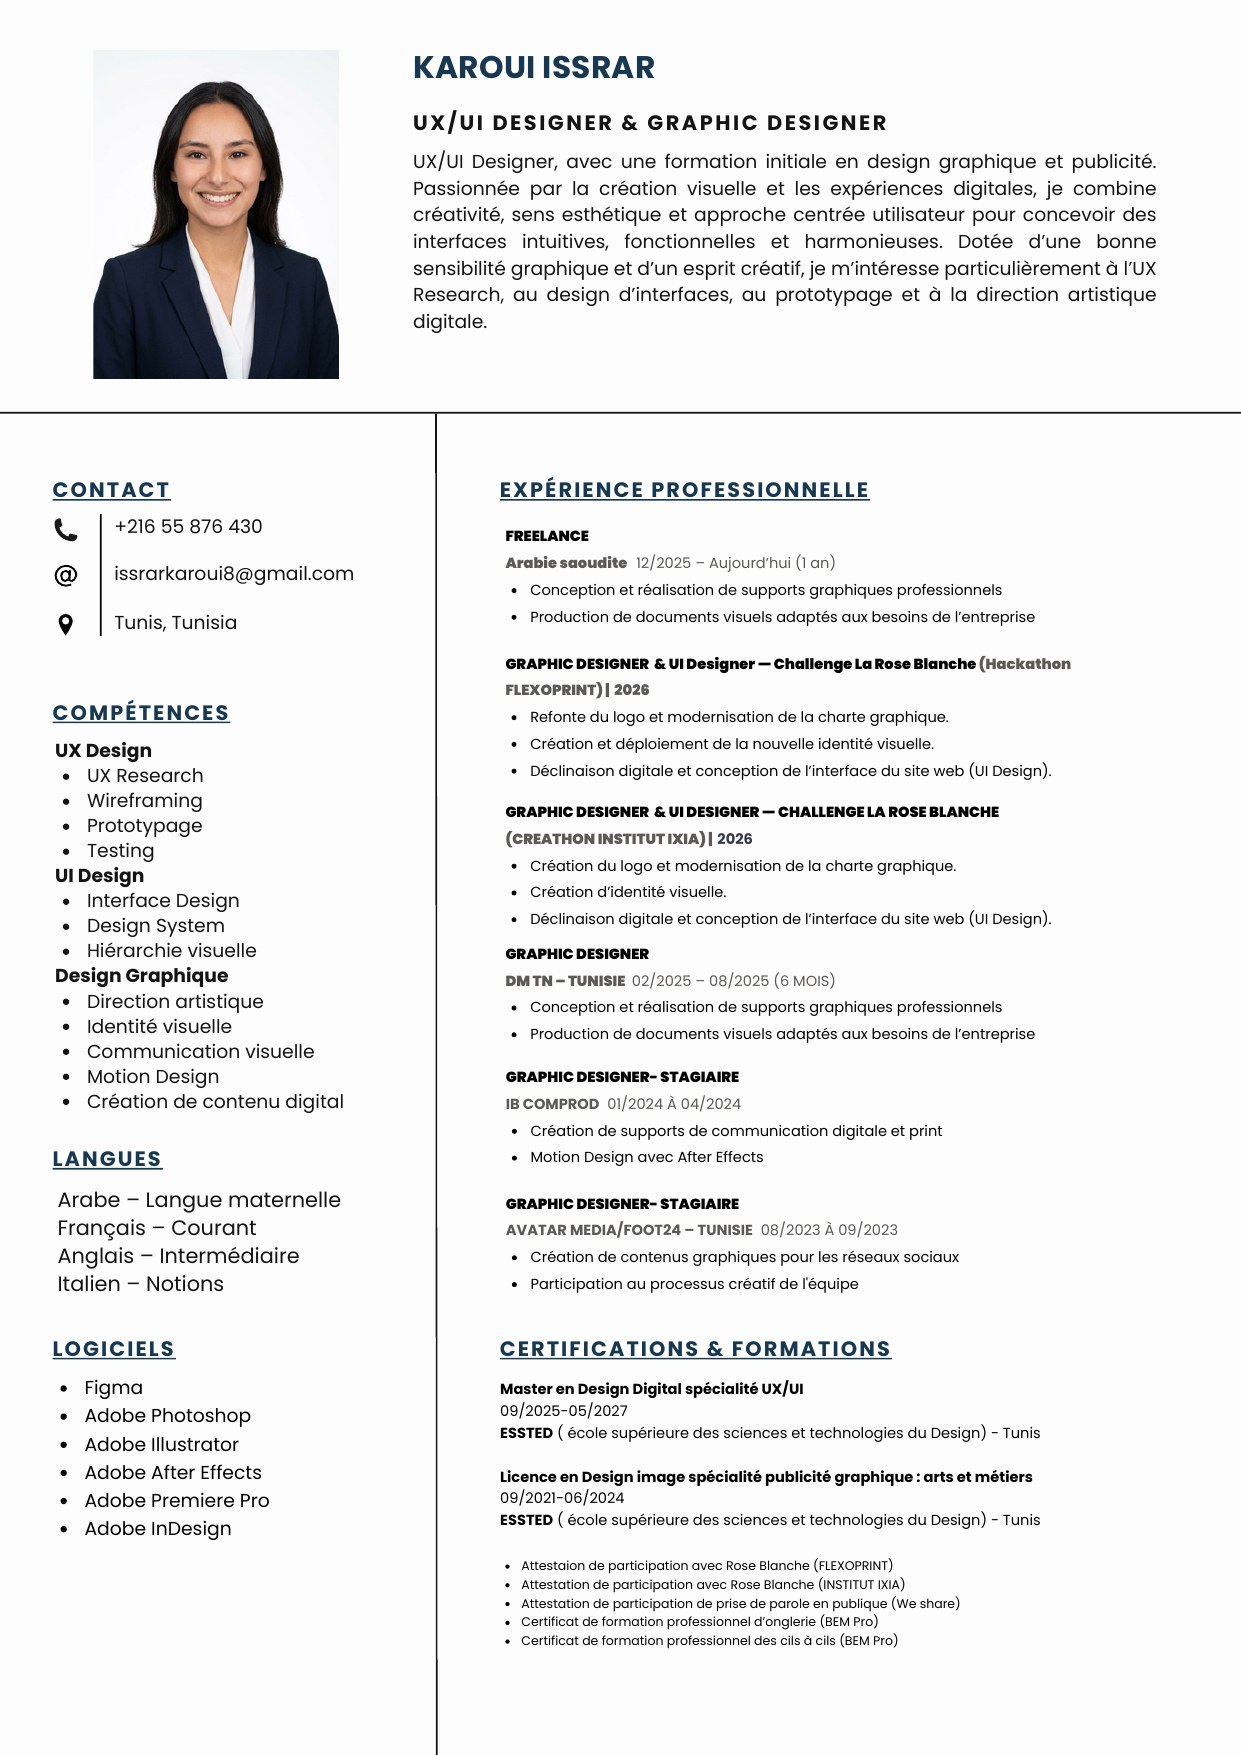 KAROUI ISSRAR
UX/UI DESIGNER & GRAPHIC DESIGNER
UX/UI Designer, avec une formation initiale en design graphique et publicité.
Passionnée par la création visuelle et les expériences digitales, je combine
créativité, sens esthétique et approche centrée utilisateur pour concevoir des
interfaces intuitives, fonctionnelles et harmonieuses. Dotée d’une bonne
sensibilité graphique et d’un esprit créatif, je m’intéresse particulièrement à l’UX
Research, au design d’interfaces, au prototypage et à la direction artistique
digitale.
CONTACT
+216 55 876 430
@ issrarkaroui8@gmail.com
Tunis, Tunisia
COMPÉTENCES
UX Design
• UX Research
• Wireframing
• Prototypage
• Testing
UI Design
• Interface Design
• Design System
• Hiérarchie visuelle
Design Graphique
• Direction artistique
• Identité visuelle
• Communication visuelle
• Motion Design
• Création de contenu digital
LANGUES
Arabe – Langue maternelle
Français – Courant
Anglais – Intermédiaire
Italien – Notions
LOGICIELS
• Figma
• Adobe Photoshop
• Adobe Illustrator
• Adobe After Effects
• Adobe Premiere Pro
• Adobe InDesign
EXPÉRIENCE PROFESSIONNELLE
FREELANCE
Arabie saoudite 12/2025 – Aujourd’hui (1 an)
• Conception et réalisation de supports graphiques professionnels
• Production de documents visuels adaptés aux besoins de l’entreprise
GRAPHIC DESIGNER & UI Designer — Challenge La Rose Blanche (Hackathon
FLEXOPRINT) | 2026
• Refonte du logo et modernisation de la charte graphique.
• Création et déploiement de la nouvelle identité visuelle.
• Déclinaison digitale et conception de l’interface du site web (UI Design).
GRAPHIC DESIGNER & UI DESIGNER — CHALLENGE LA ROSE BLANCHE
(CREATHON INSTITUT IXIA) | 2026
• Création du logo et modernisation de la charte graphique.
• Création d’identité visuelle.
• Déclinaison digitale et conception de l’interface du site web (UI Design).
GRAPHIC DESIGNER
DM TN – TUNISIE 02/2025 – 08/2025 (6 MOIS)
• Conception et réalisation de supports graphiques professionnels
• Production de documents visuels adaptés aux besoins de l’entreprise
GRAPHIC DESIGNER- STAGIAIRE
IB COMPROD 01/2024 À 04/2024
• Création de supports de communication digitale et print
• Motion Design avec After Effects
GRAPHIC DESIGNER- STAGIAIRE
AVATAR MEDIA/FOOT24 – TUNISIE 08/2023 À 09/2023
• Création de contenus graphiques pour les réseaux sociaux
• Participation au processus créatif de l'équipe
CERTIFICATIONS & FORMATIONS
Master en Design Digital spécialité UX/UI
09/2025-05/2027
ESSTED ( école supérieure des sciences et technologies du Design) - Tunis
Licence en Design image spécialité publicité graphique : arts et métiers
09/2021-06/2024
ESSTED ( école supérieure des sciences et technologies du Design) - Tunis
• Attestaion de participation avec Rose Blanche (FLEXOPRINT)
• Attestation de participation avec Rose Blanche (INSTITUT IXIA)
• Attestation de participation de prise de parole en publique (We share)
• Certificat de formation professionnel d’onglerie (BEM Pro)
• Certificat de formation professionnel des cils à cils (BEM Pro)